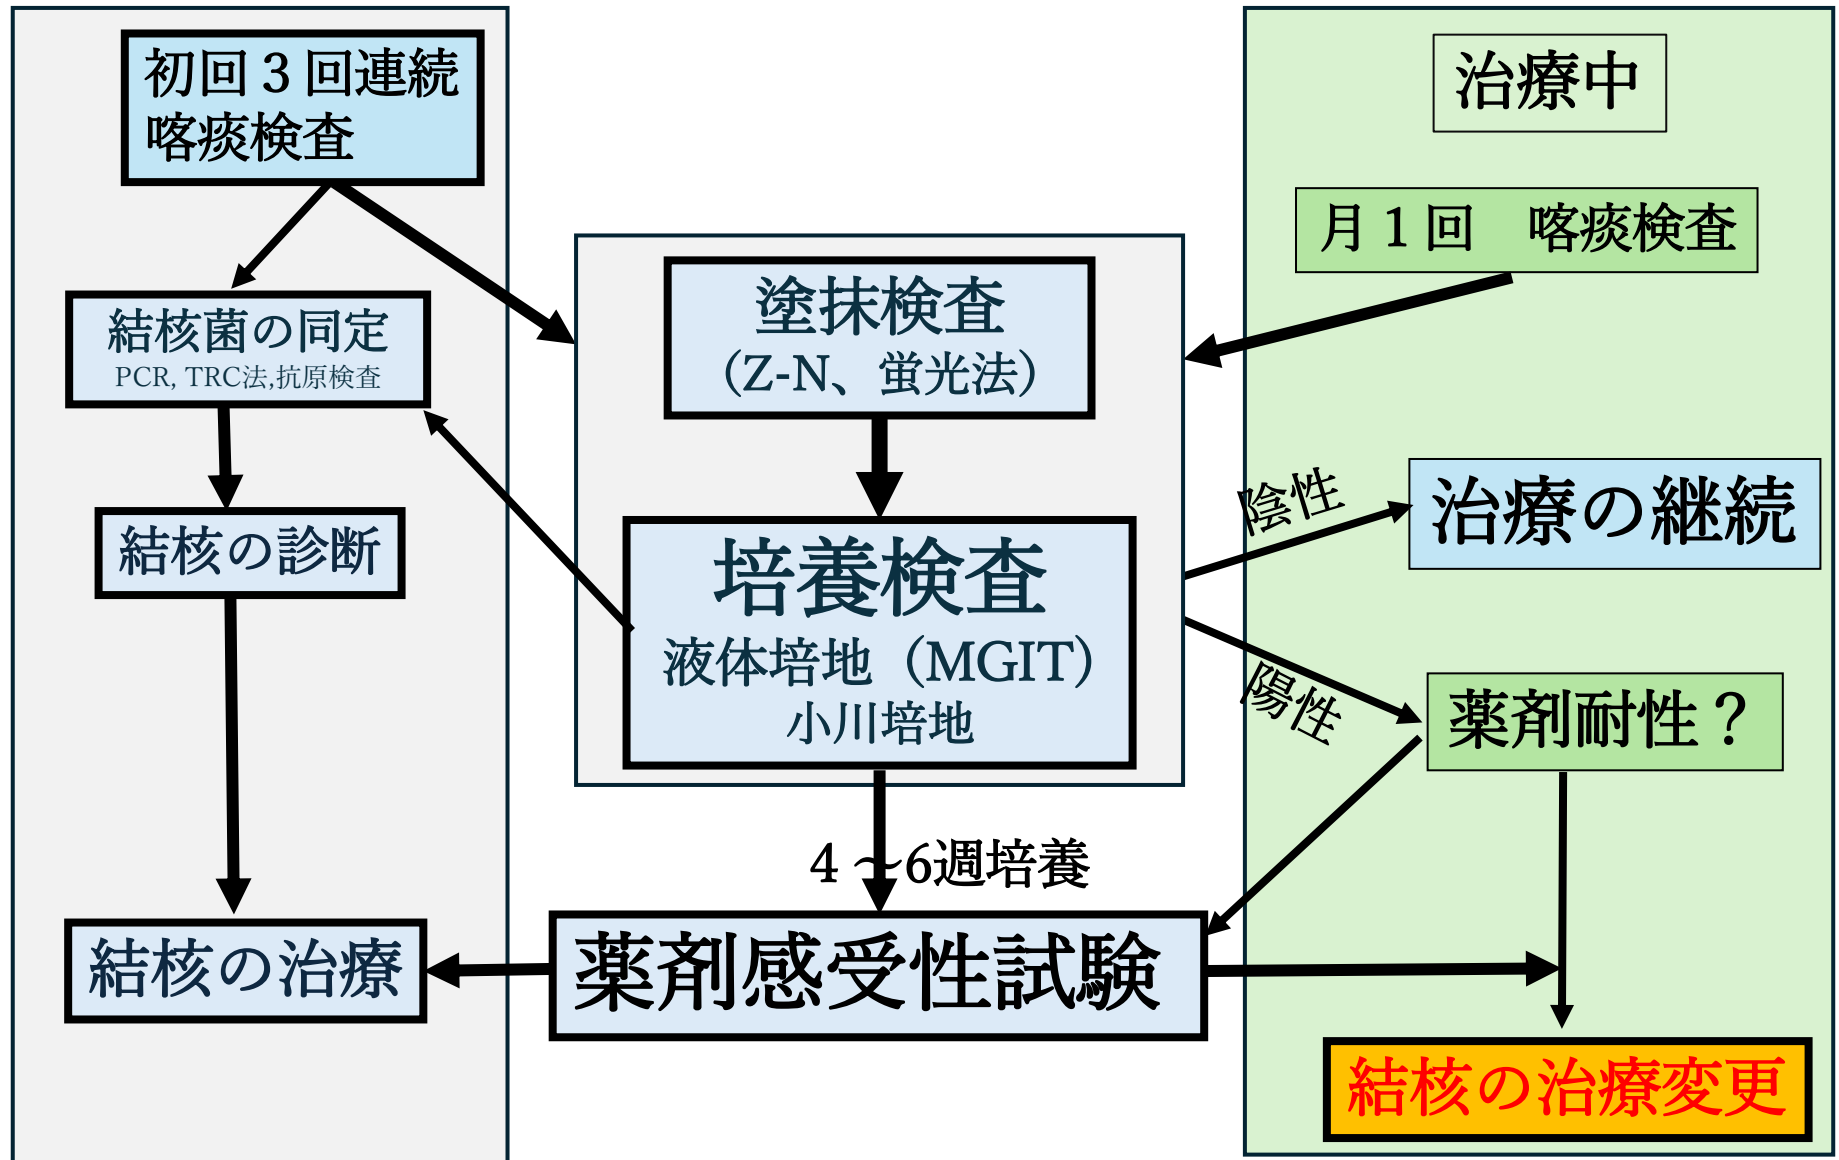 初回３回連続
喀痰検査
結核菌の同定
PCR, TRC法,抗原検査
結核の診断
結核の治療
塗抹検査
（Z-N、蛍光法）
培養検査
液体培地（MGIT）
小川培地
４～6週培養
薬剤感受性試験
治療中
月１回　喀痰検査
陰性
治療の継続
陽性
薬剤耐性？
結核の治療変更